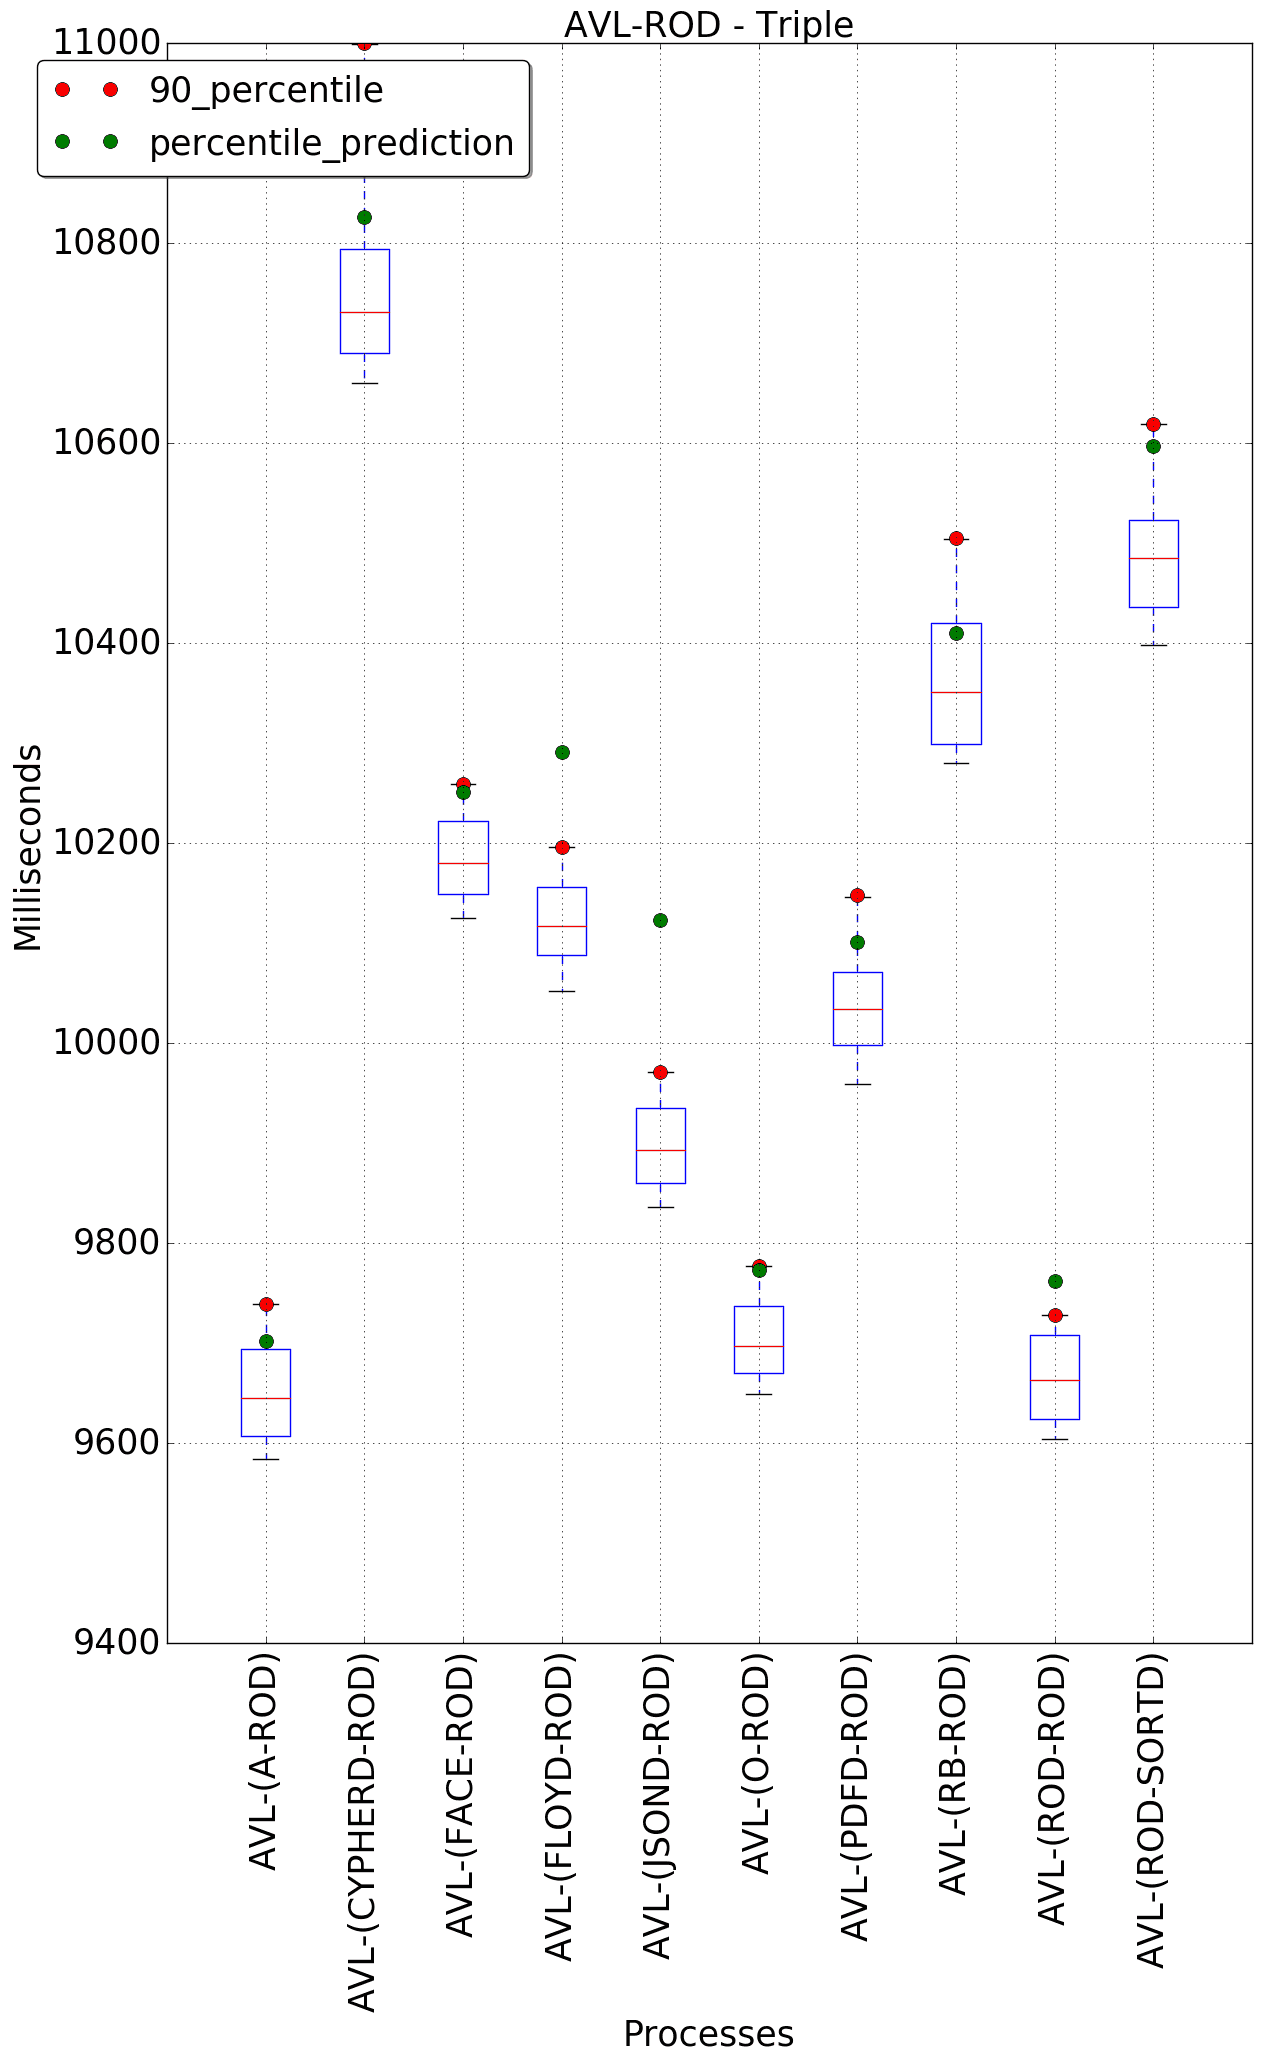 AVL-ROD - Triple
11000
90_percentile
percentile_prediction
10800
10600
10400
10200
10000
9800
9600
9400
Milliseconds
AVL-(A-ROD)
AVL-(CYPHERD-ROD)
AVL-(FACE-ROD)
AVL-(FLOYD-ROD)
AVL-(JSOND-ROD)
AVL-(O-ROD)
AVL-(PDFD-ROD)
AVL-(RB-ROD)
AVL-(ROD-ROD)
AVL-(ROD-SORTD)
Processes